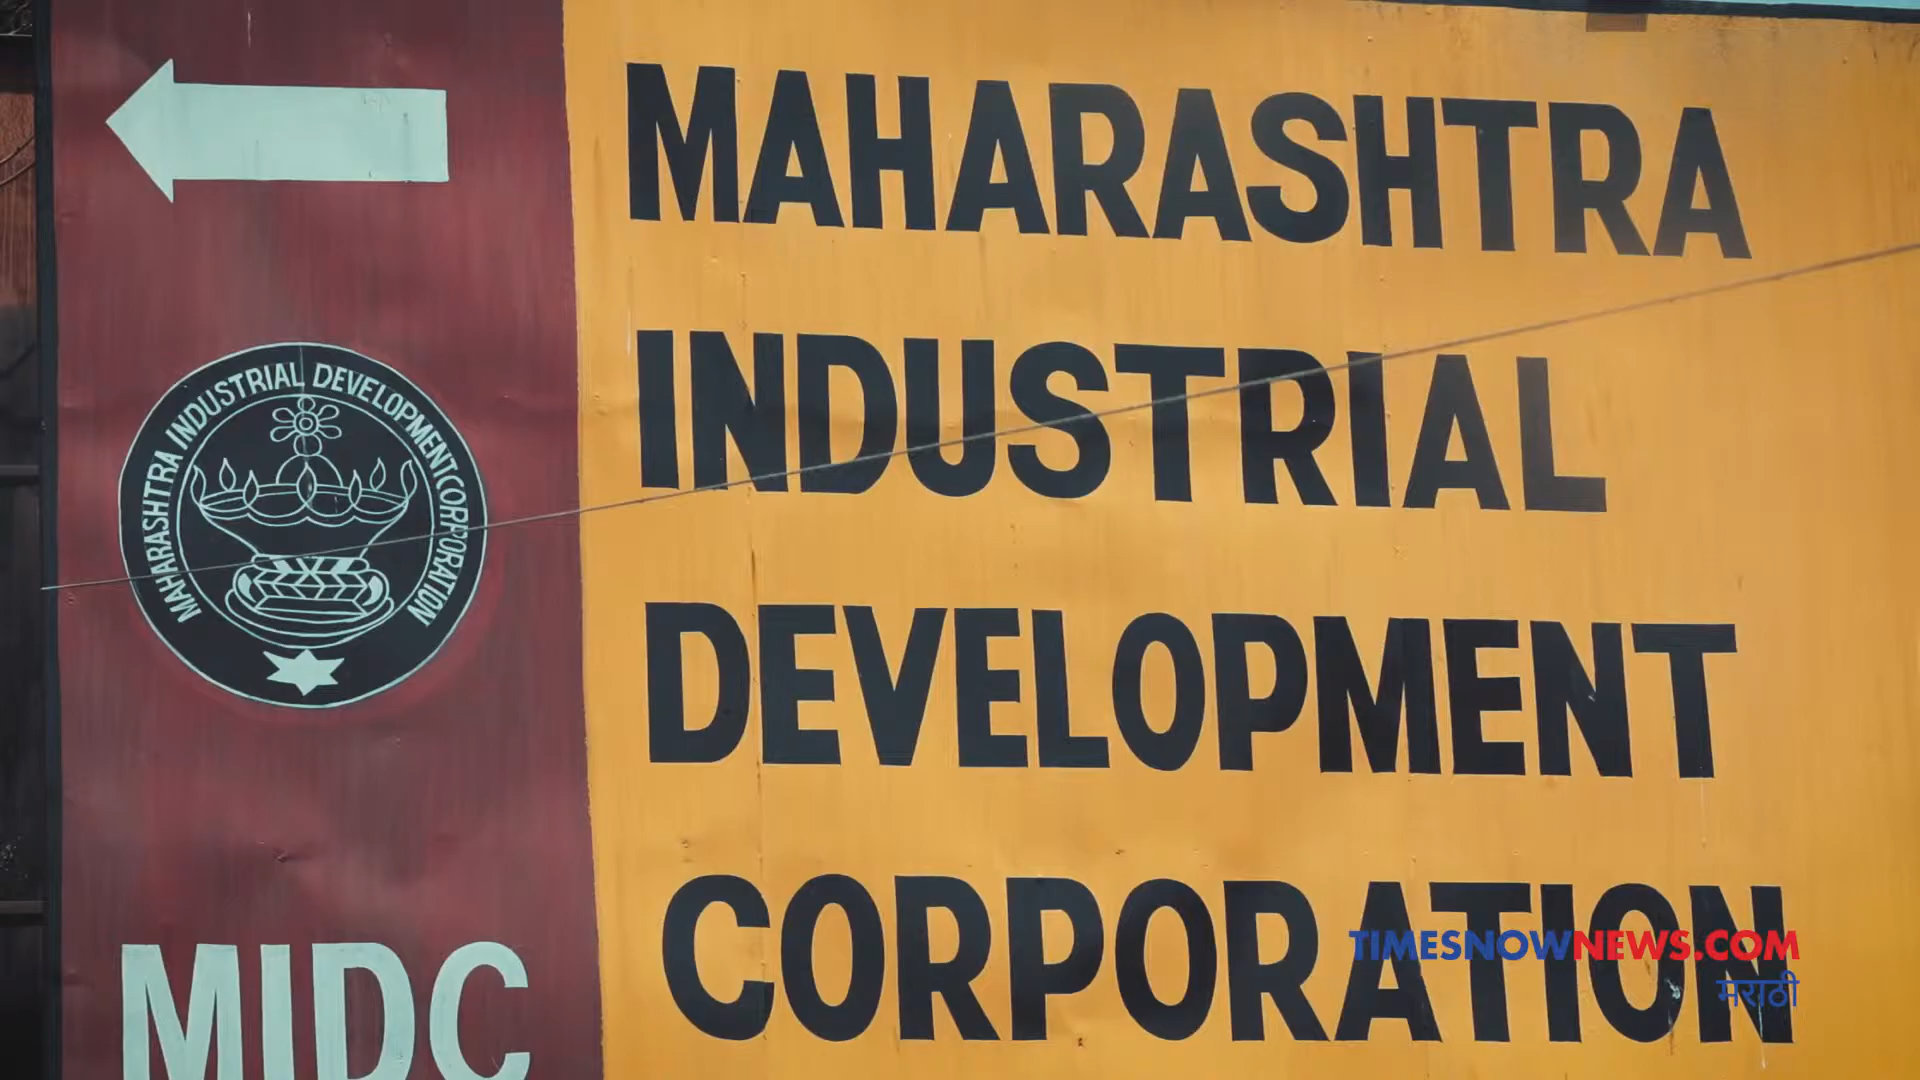 MAHARASHTRA
INDUSTRIAL
DEVELOPMENT
CORPORATION
MAHARASHTRA INDUSTRIAL DEVELOPMENT CORPORATION
MIDC
TIMESNOWNEWS.COM
मराठी